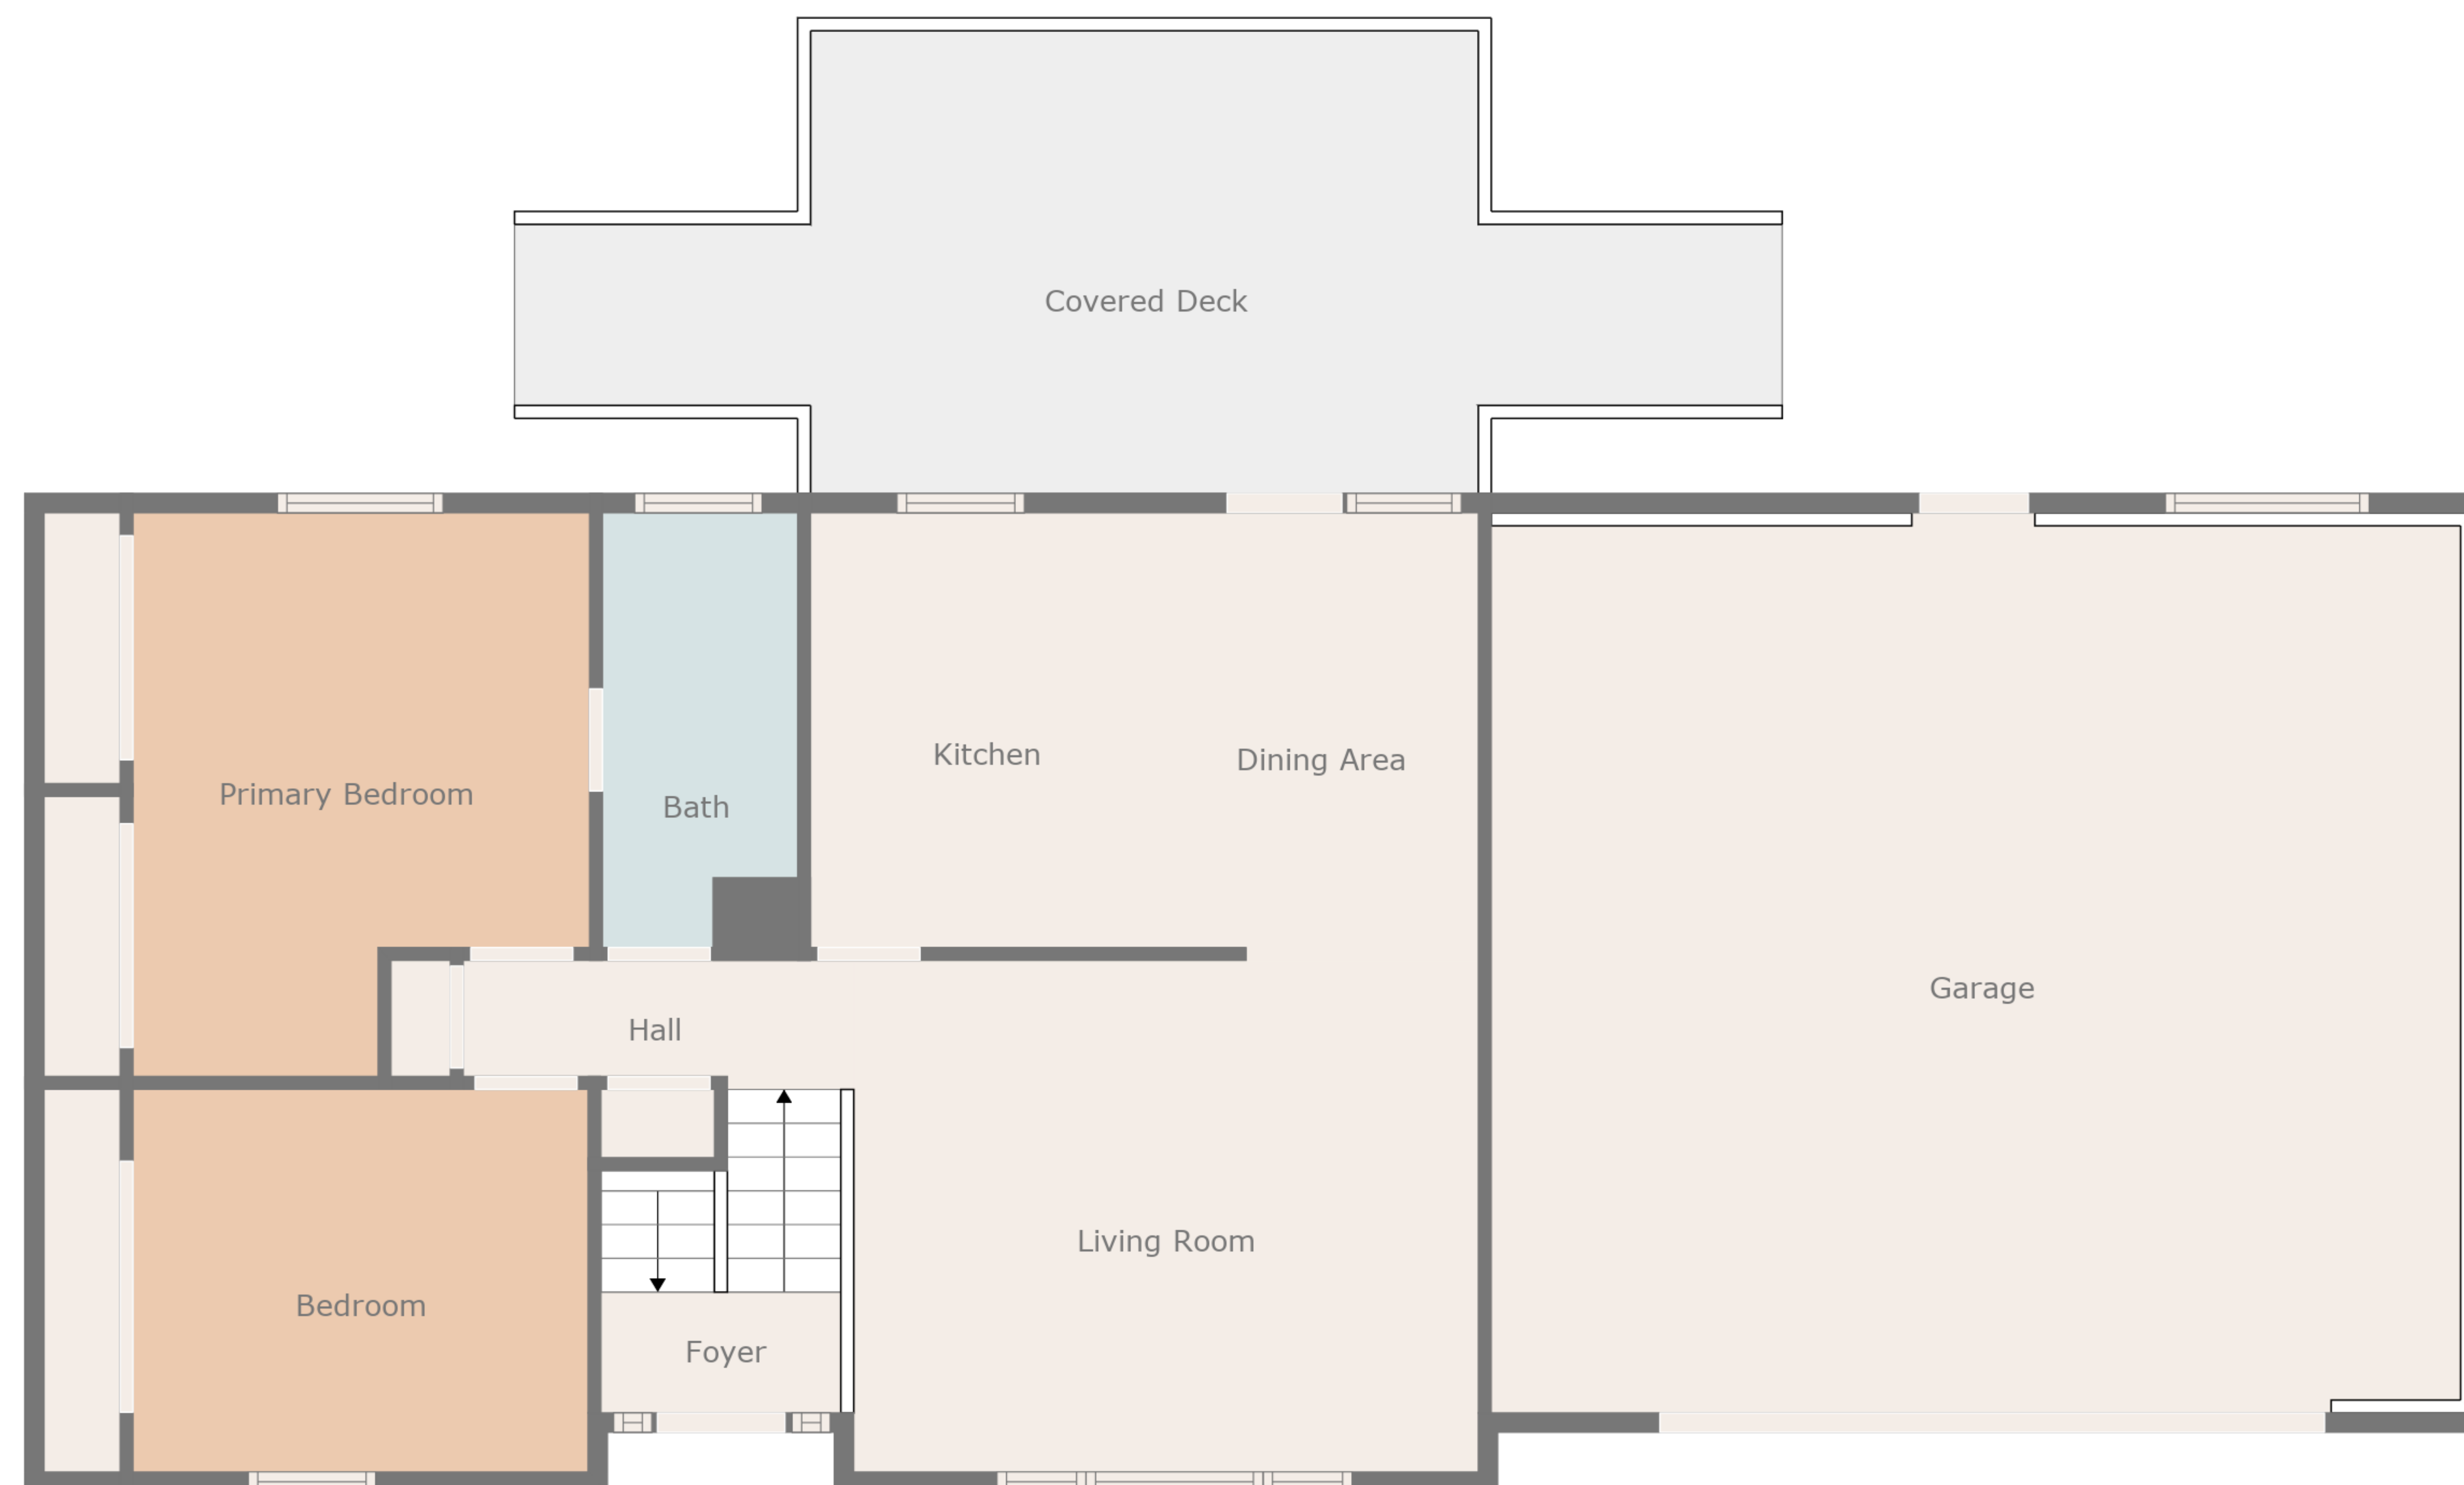 Covered Deck
Kitchen
Dining Area
Primary Bedroom
Bath
Garage
Hall
Living Room
Bedroom
Foyer